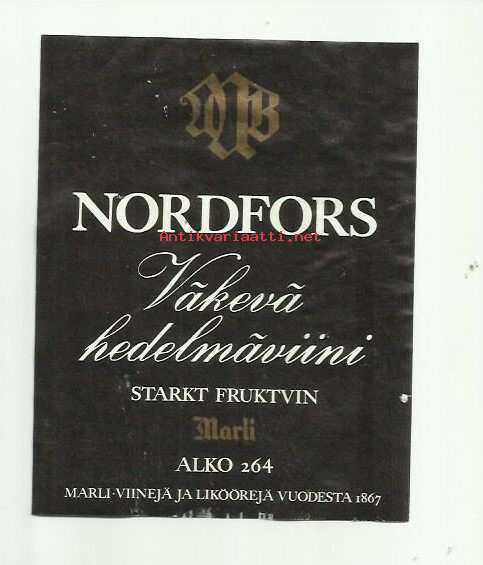 NORDFORS
Antikvariaatti.net
Väkevä
hedelmäviini
STARKT FRUKTVIN
Marli
ALKO 264
MARLI-VIINEJÄ JA LIKÖÖREJÄ VUODESTA 1867